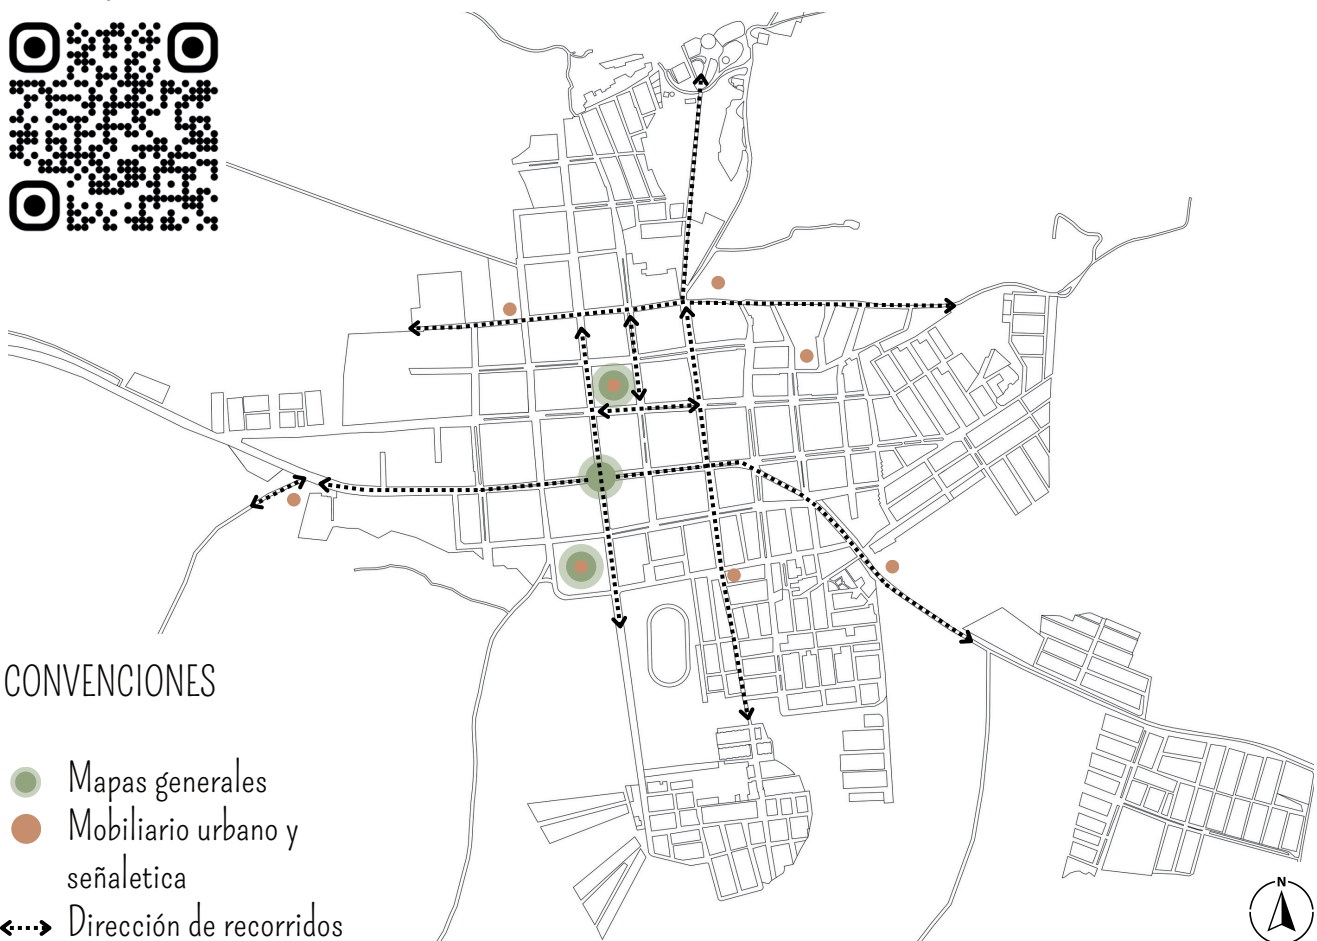 CONVENCIONES
Mapas generales
Mobiliario urbano y
señaletica
Dirección de recorridos
N